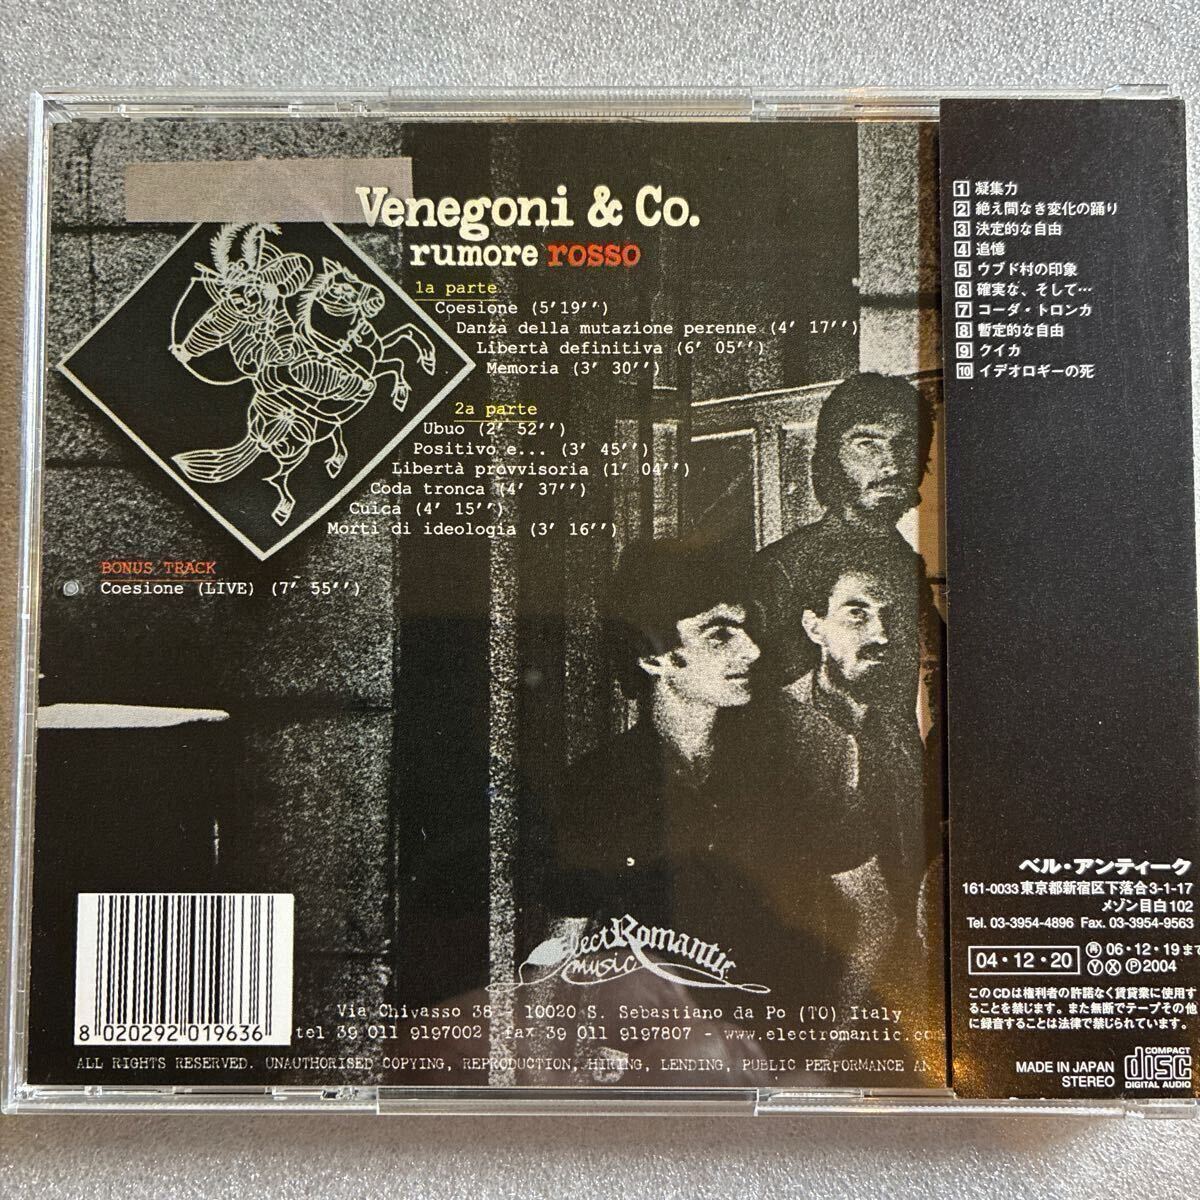 Venegoni & Co.
rumore rosso
1a parte
Coesione (5'19'')
Danza della mutazione perenne (4' 17'')
Libertà definitiva (6' 05'')
Memoria (3' 30'')
2a parte
Ubuo (2' 52'')
Positivo e... (3' 45'')
Libertà provvisoria (1' 04'')
Coda tronca (4' 37'')
Cuica (4' 15'')
Morti di ideologia (3' 16'')
BONUS TRACK
Coesione (LIVE) (7' 55'')
electRomantic
music
Via Chivasso 38 - 10020 S. Sebastiano da Po (TO) Italy
tel 39 011 9197002 - fax 39 011 9197807 - www.electromantic.co
ALL RIGHTS RESERVED. UNAUTHORISED COPYING, REPRODUCTION, HIRING, LENDING, PUBLIC PERFORMANCE AN
8 020292 019636
1 凝集力
2 絶え間なき変化の踊り
3 決定的な自由
4 追憶
5 ウブド村の印象
6 確実な、そして…
7 コーダ・トロンカ
8 暫定的な自由
9 クイカ
10 イデオロギーの死
ベル・アンティーク
161-0033 東京都新宿区下落合3-1-17
メゾン目白102
Tel. 03-3954-4896 Fax. 03-3954-9563
04・12・20
再 06・12・19まで
Ⓨ Ⓧ Ⓟ2004
このCDは権利者の許諾なく賃貸業に使用す
ることを禁じます。また無断でテープその他
に録音することは法律で禁じられています。
MADE IN JAPAN
STEREO
COMPACT
disc
DIGITAL AUDIO